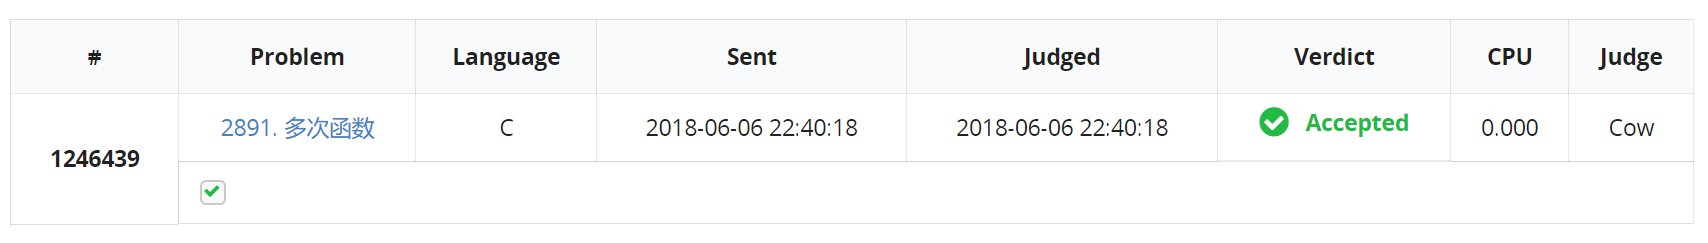 # Problem Language Sent Judged Verdict CPU Judge
1246439 2891. 多次函数 C 2018-06-06 22:40:18 2018-06-06 22:40:18 Accepted 0.000 Cow